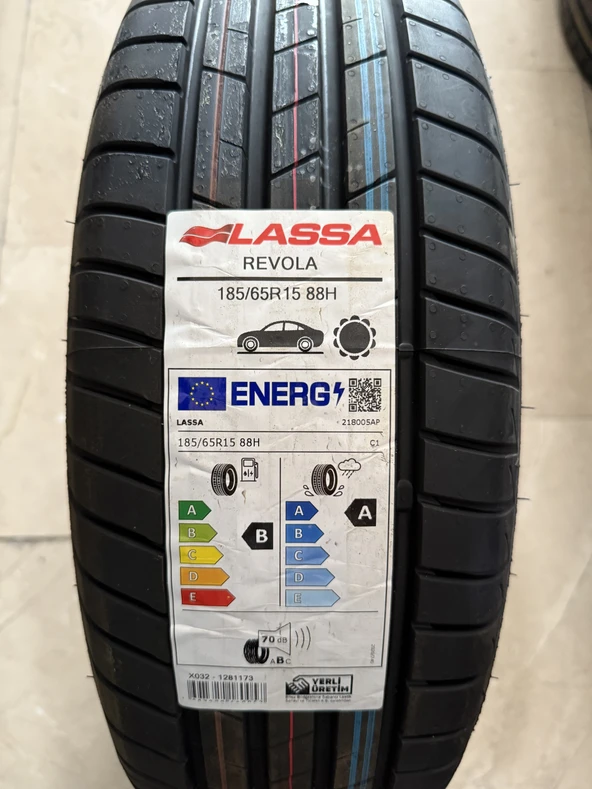 LASSA
REVOLA
185/65R15 88H
ENERG
LASSA 218005AP
185/65R15 88H C1
A A
B B
C C
D D
E E
B A
70 dB
ABC
X032 - 1281173
YERLİ
ÜRETİM